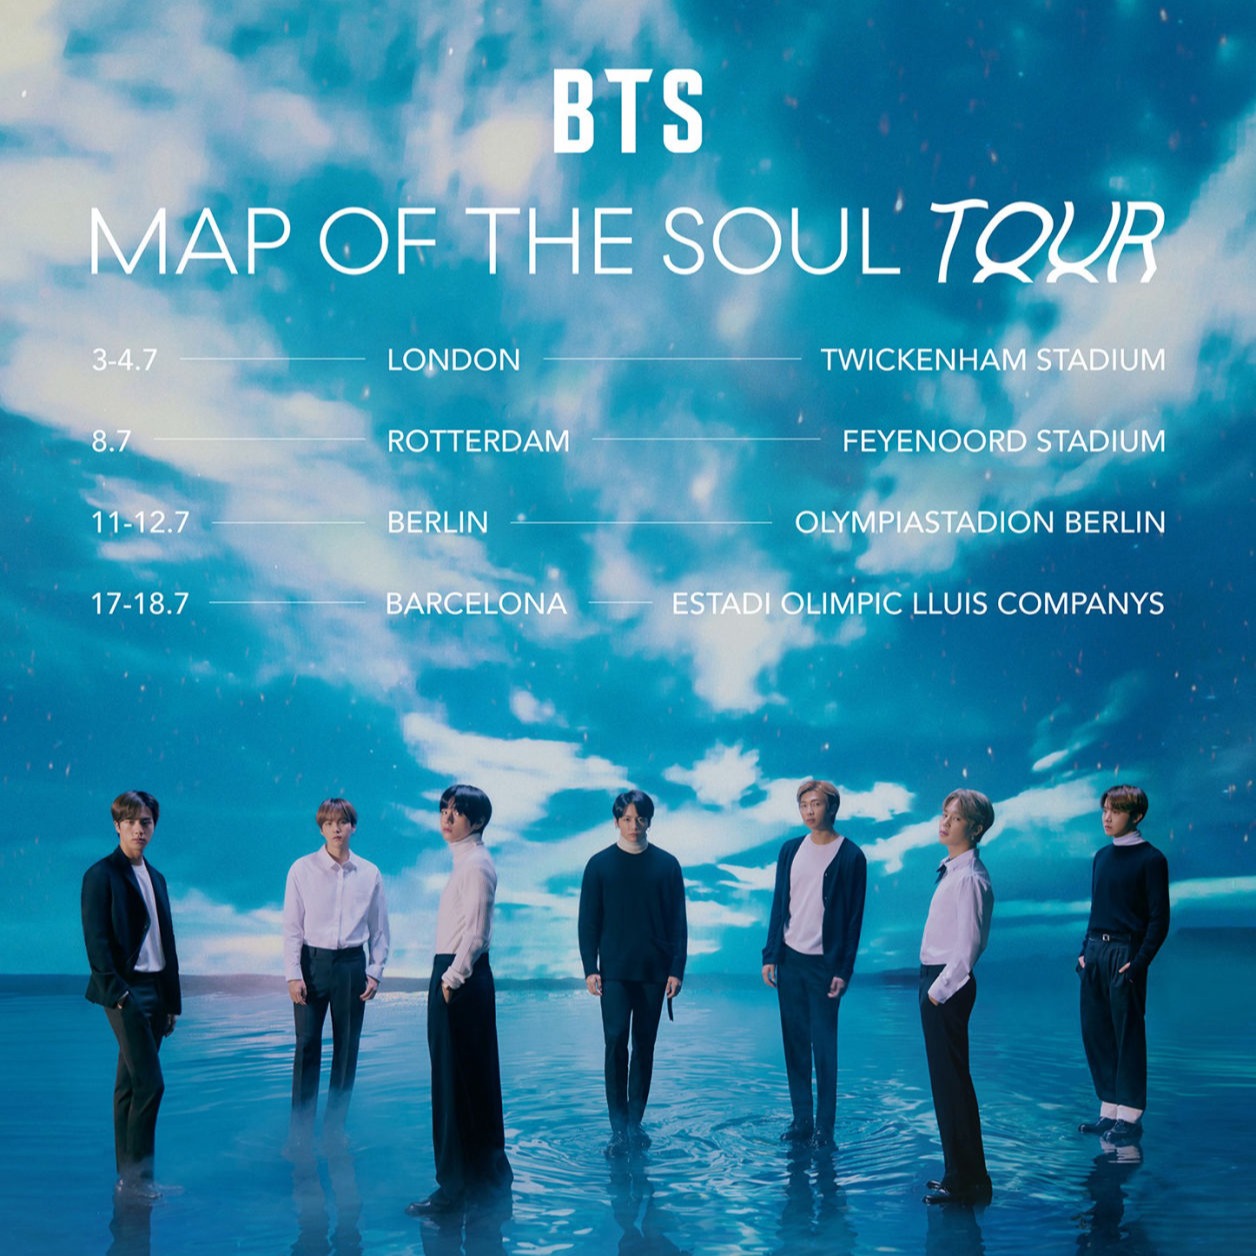 BTS
MAP OF THE SOUL TOUR
3-4.7 LONDON TWICKENHAM STADIUM
8.7 ROTTERDAM FEYENOORD STADIUM
11-12.7 BERLIN OLYMPIASTADION BERLIN
17-18.7 BARCELONA ESTADI OLIMPIC LLUIS COMPANYS